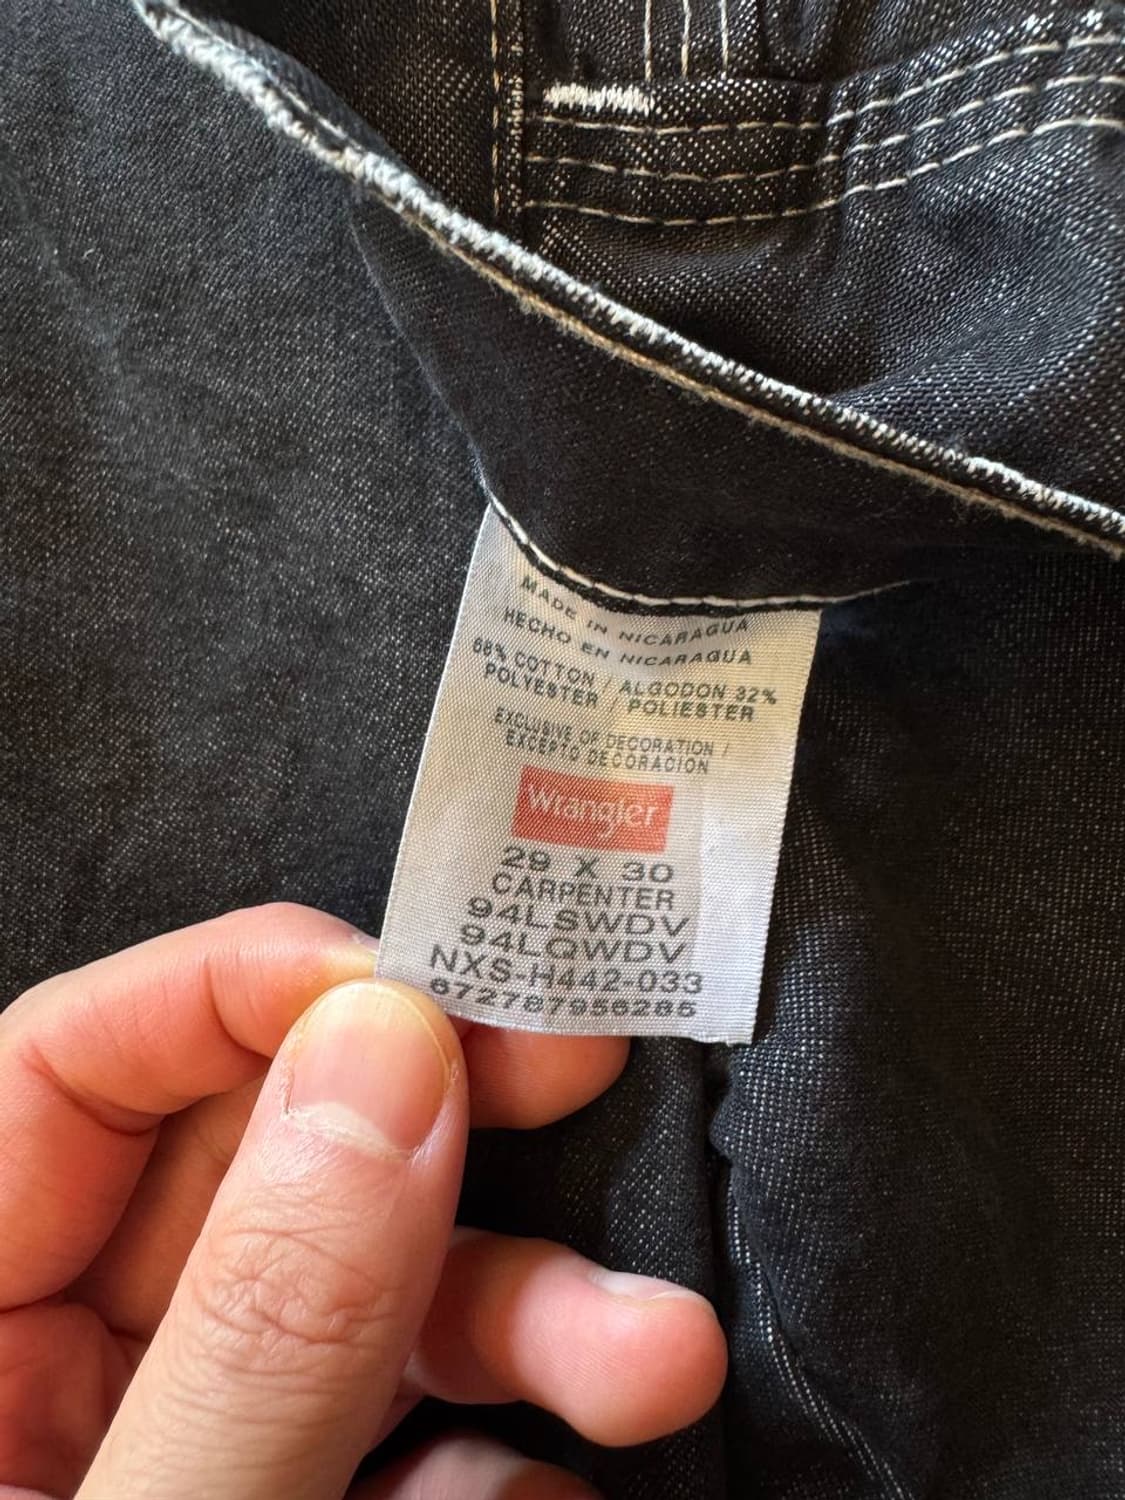 MADE IN NICARAGUA
HECHO EN NICARAGUA
68% COTTON / ALGODON 32%
POLYESTER / POLIESTER
EXCLUSIVE OF DECORATION /
EXCEPTO DECORACION
Wrangler
29 X 30
CARPENTER
94LSWDV
94LQWDV
NXS-H442-033
672787956285